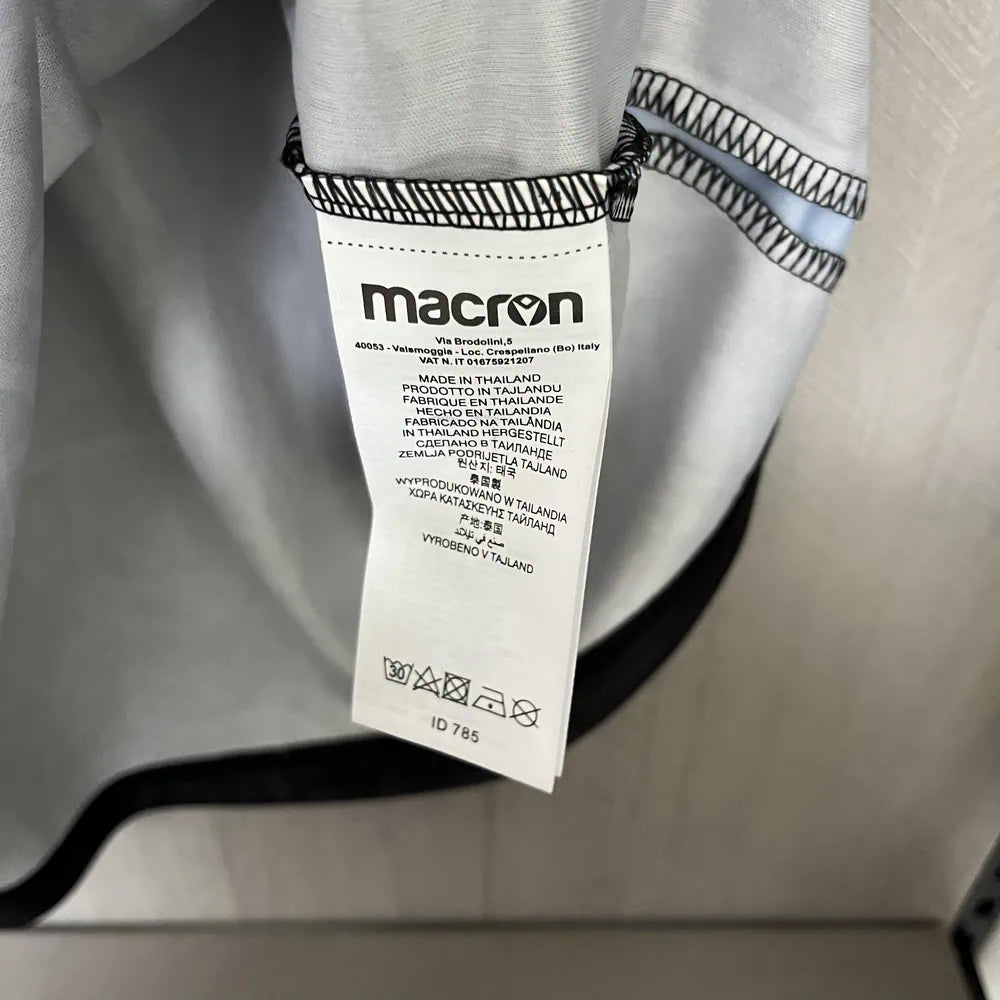 macron
Via Brodolini,5
40053 - Valsmoggia - Loc. Crespellano (Bo) Italy
VAT N. IT 01675921207
MADE IN THAILAND
PRODOTTO IN TAJLANDU
FABRIQUE EN THAILANDE
HECHO EN TAILANDIA
FABRICADO NA TAILÂNDIA
IN THAILAND HERGESTELLT
СДЕЛАНО В ТАИЛАНДЕ
ZEMLJA PODRIJETLA TAJLAND
원산지: 태국
泰国製
WYPRODUKOWANO W TAILANDIA
ΧΩΡΑ ΚΑΤΑΣΚΕΥΗΣ ΤΑΪΛΑΝΔ
产地:泰国
صنع في تايلاند
VYROBENO V TAJLAND
30
ID 785